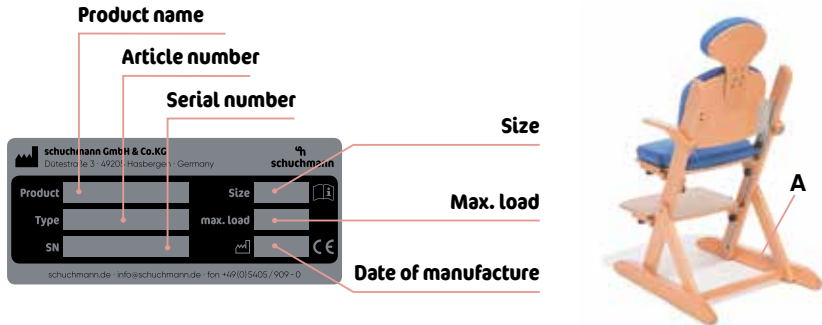 Product name
Article number
Serial number
schuchmann GmbH & Co.KG
Dütestraße 3 · 49205 Hasbergen · Germany
schuchmann
Product
Size
Type
max. load
SN
CE
schuchmann.de · info@schuchmann.de · fon +49(0)5405/909-0
Size
Max. load
Date of manufacture
A